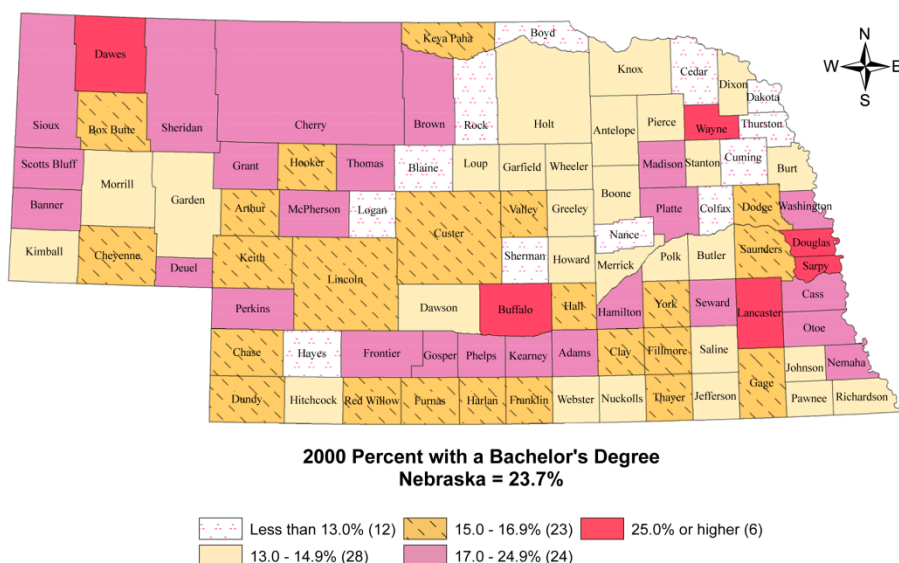 Keya Paha
Boyd
N
W E
S
Dawes
Knox
Cedar
Dixon
Dakota
Sioux
Box Butte
Sheridan
Cherry
Brown
Rock
Holt
Antelope
Pierce
Wayne
Thurston
Scotts Bluff
Morrill
Garden
Grant
Hooker
Thomas
Blaine
Loup
Garfield
Wheeler
Boone
Madison
Stanton
Cuming
Burt
Banner
Arthur
McPherson
Logan
Custer
Valley
Greeley
Nance
Platte
Colfax
Dodge
Washington
Kimball
Cheyenne
Deuel
Keith
Lincoln
Sherman
Howard
Merrick
Polk
Butler
Saunders
Douglas
Sarpy
Perkins
Dawson
Buffalo
Hall
Hamilton
York
Seward
Lancaster
Cass
Otoe
Chase
Hayes
Frontier
Gosper
Phelps
Kearney
Adams
Clay
Fillmore
Saline
Johnson
Nemaha
Dundy
Hitchcock
Red Willow
Furnas
Harlan
Franklin
Webster
Nuckolls
Thayer
Jefferson
Gage
Pawnee
Richardson
2000 Percent with a Bachelor's Degree
Nebraska = 23.7%
Less than 13.0% (12)
15.0 - 16.9% (23)
25.0% or higher (6)
13.0 - 14.9% (28)
17.0 - 24.9% (24)